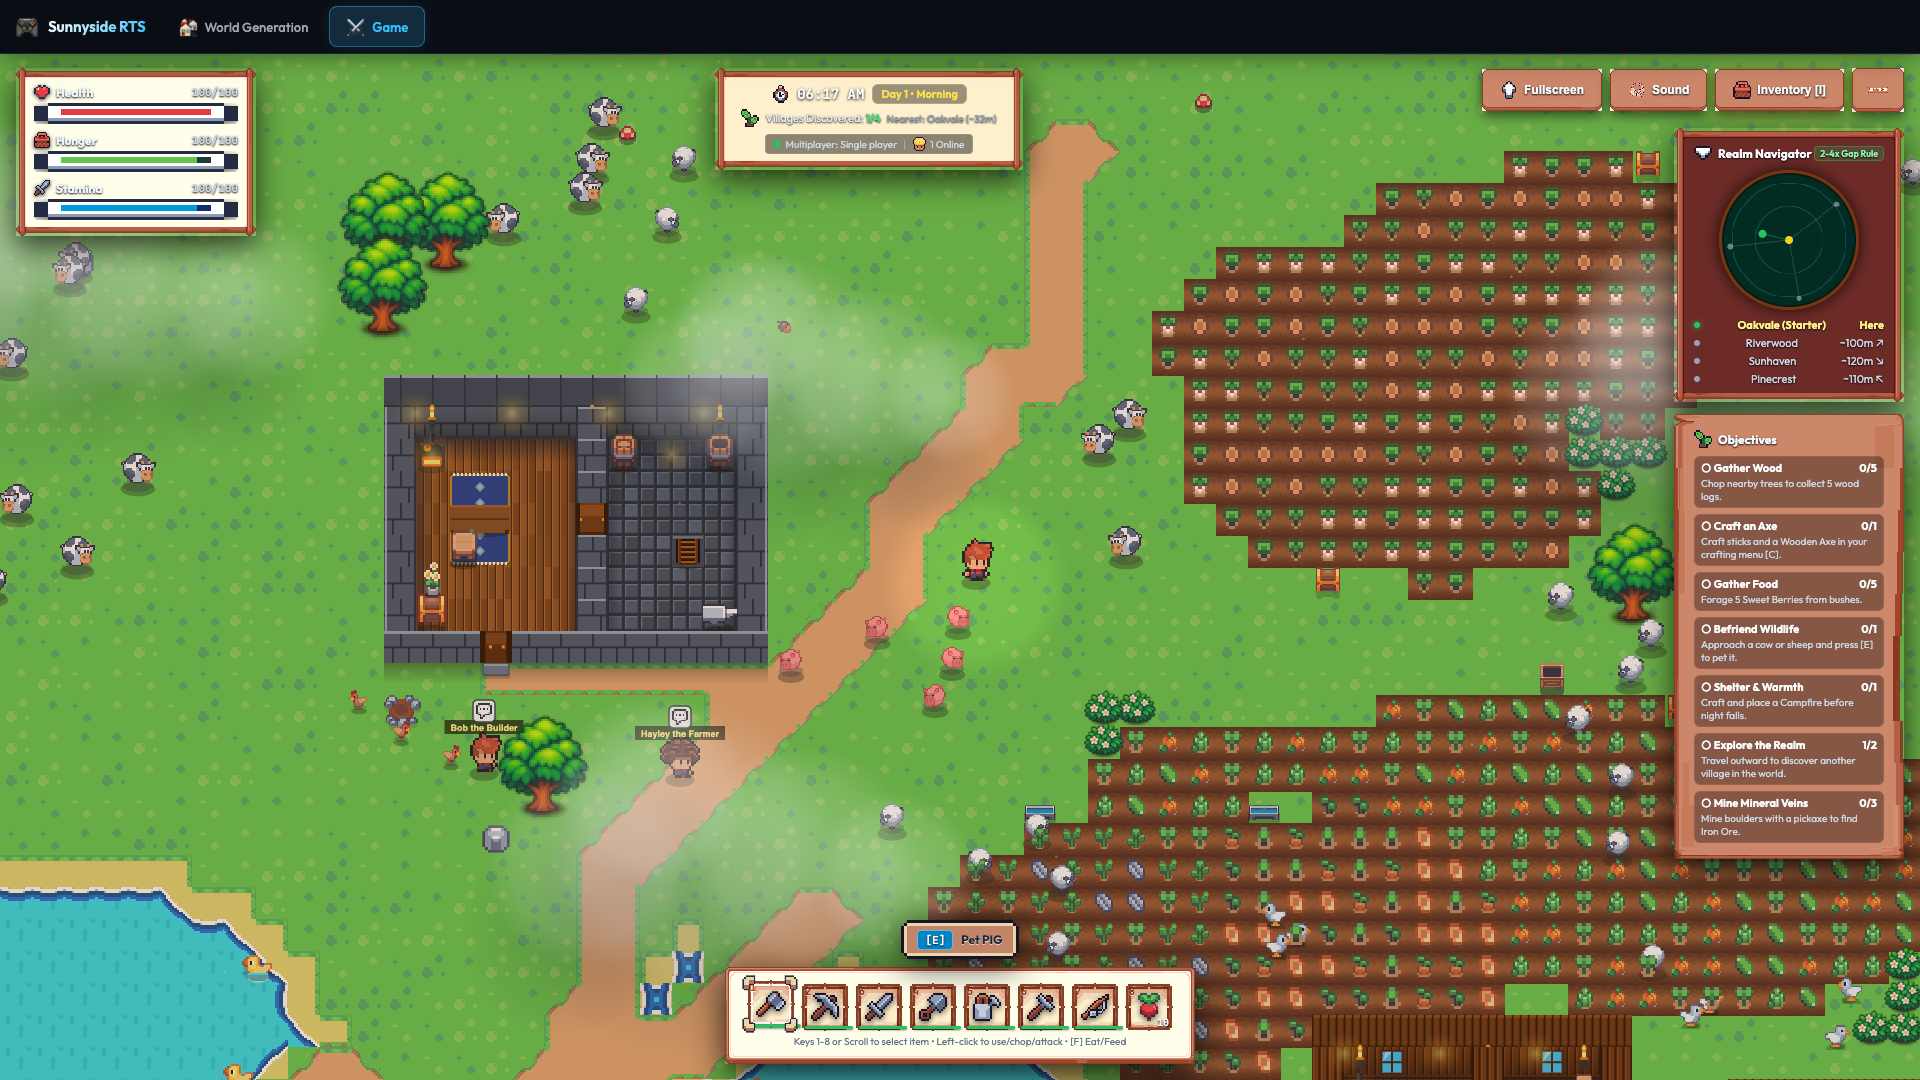 Sunnyside RTS
World Generation
Game
Health 100/100
Hunger 100/100
Stamina 100/100
06:17 AM Day 1 • Morning
Villages Discovered: 1/4 Nearest: Oakvale (~32m)
Multiplayer: Single player | 1 Online
Fullscreen
Sound
Inventory [I]
Realm Navigator 2-4x Gap Rule
Oakvale (Starter) Here
Riverwood ~100m ↗
Sunhaven ~120m ↘
Pinecrest ~110m ↖
Objectives
Gather Wood 0/5
Chop nearby trees to collect 5 wood
logs.
Craft an Axe 0/1
Craft sticks and a Wooden Axe in your
crafting menu [C].
Gather Food 0/5
Forage 5 Sweet Berries from bushes.
Befriend Wildlife 0/1
Approach a cow or sheep and press [E]
to pet it.
Shelter & Warmth 0/1
Craft and place a Campfire before
night falls.
Explore the Realm 1/2
Travel outward to discover another
village in the world.
Mine Mineral Veins 0/3
Mine boulders with a pickaxe to find
Iron Ore.
Bob the Builder
Hayley the Farmer
[E] Pet PIG
10
Keys 1-8 or Scroll to select item • Left-click to use/chop/attack • [F] Eat/Feed